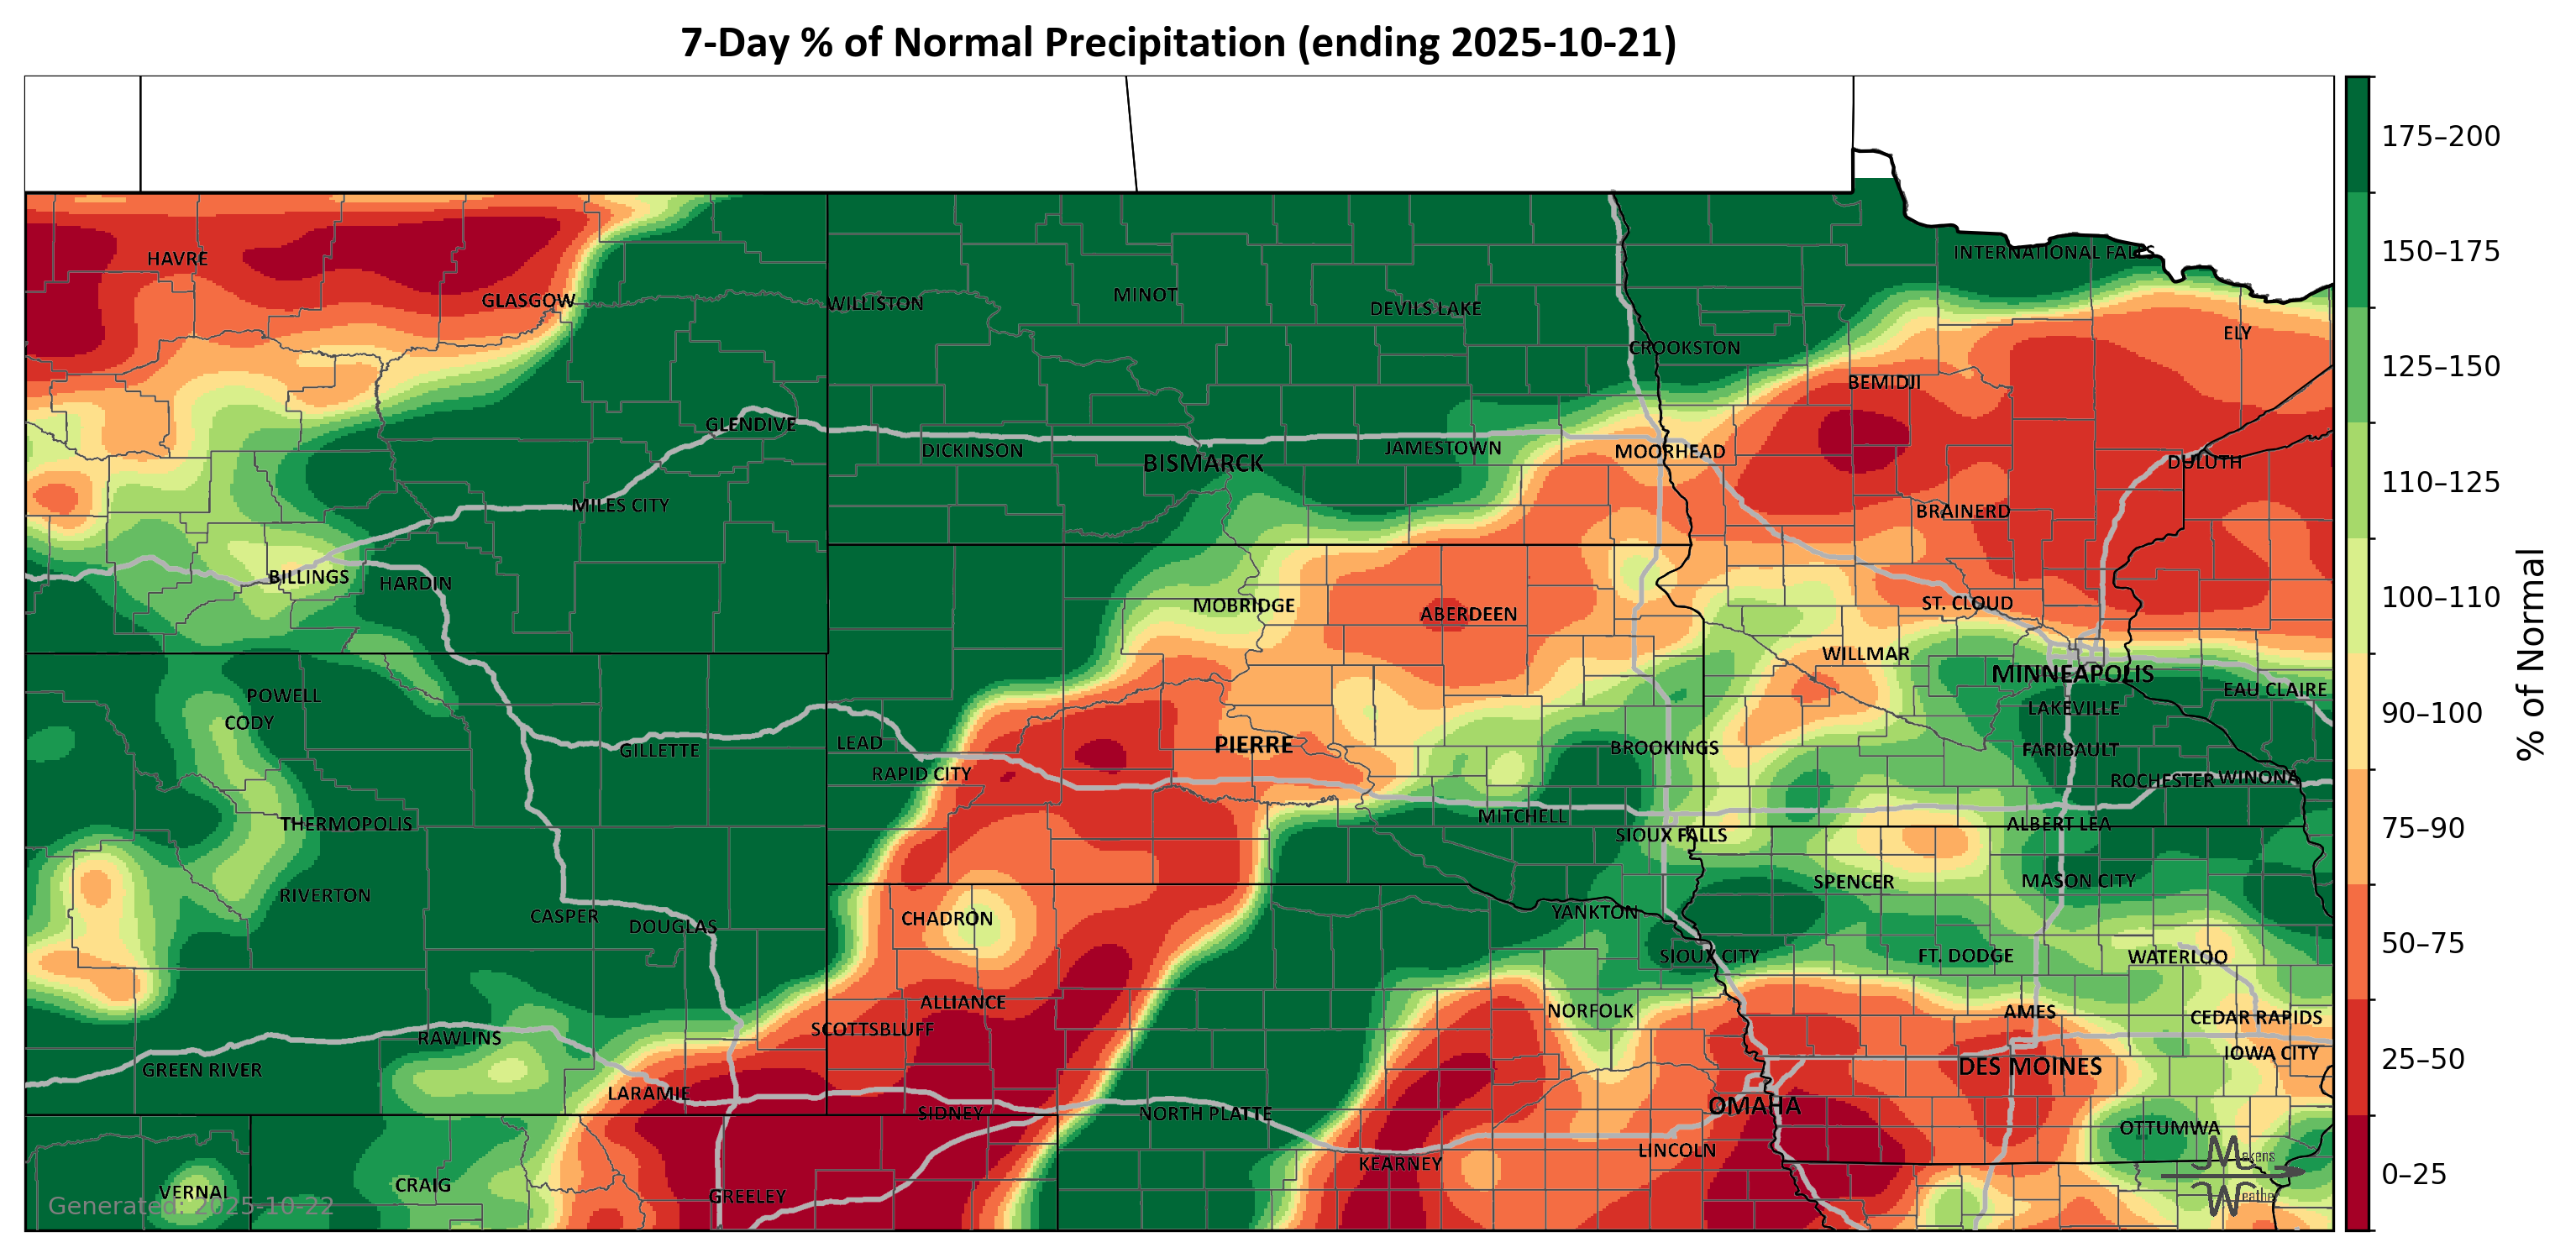 7-Day % of Normal Precipitation (ending 2025-10-21)
HAVRE
GLASGOW
WILLISTON
MINOT
DEVILS LAKE
CROOKSTON
INTERNATIONAL FALLS
ELY
BEMIDJI
GLENDIVE
DICKINSON
BISMARCK
JAMESTOWN
MOORHEAD
DULUTH
MILES CITY
BRAINERD
BILLINGS
HARDIN
MOBRIDGE
ABERDEEN
ST. CLOUD
WILLMAR
MINNEAPOLIS
EAU CLAIRE
POWELL
CODY
LAKEVILLE
GILLETTE
LEAD
PIERRE
BROOKINGS
FARIBAULT
RAPID CITY
ROCHESTER
WINONA
THERMOPOLIS
MITCHELL
SIOUX FALLS
ALBERT LEA
RIVERTON
SPENCER
MASON CITY
CASPER
DOUGLAS
CHADRON
YANKTON
SIOUX CITY
FT. DODGE
WATERLOO
ALLIANCE
NORFOLK
AMES
CEDAR RAPIDS
SCOTTSBLUFF
RAWLINS
IOWA CITY
GREEN RIVER
DES MOINES
LARAMIE
SIDNEY
NORTH PLATTE
OMAHA
OTTUMWA
LINCOLN
KEARNEY
VERNAL
CRAIG
GREELEY
Generated: 2025-10-22
Makens
Weather
175–200
150–175
125–150
110–125
100–110
90–100
75–90
50–75
25–50
0–25
% of Normal